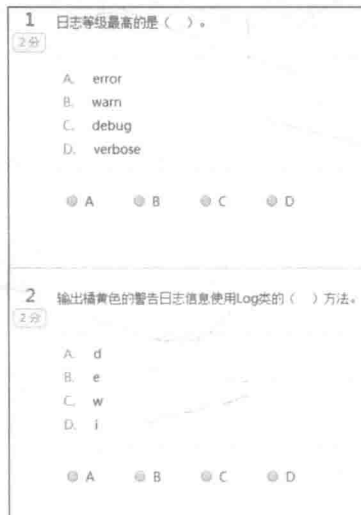 1 日志等级最高的是（ ）。
2分
A. error
B. warn
C. debug
D. verbose
A B C D
2 输出橘黄色的警告日志信息使用Log类的（ ）方法。
2分
A. d
B. e
C. w
D. i
A B C D